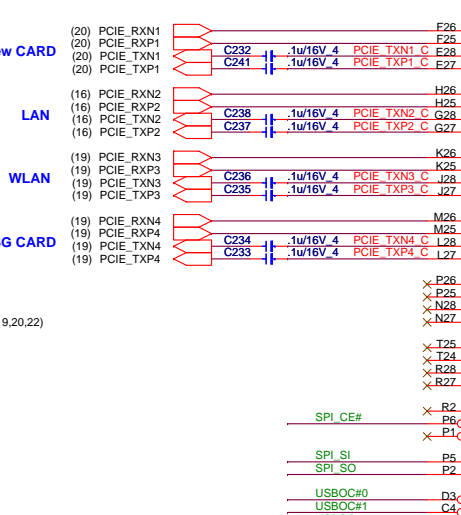 (20) PCIE_RXN1 F26
(20) PCIE_RXP1 F25
ew CARD (20) PCIE_TXN1 C232 .1u/16V_4 PCIE_TXN1_C E28
(20) PCIE_TXP1 C241 .1u/16V_4 PCIE_TXP1_C E27
(16) PCIE_RXN2 H26
(16) PCIE_RXP2 H25
LAN (16) PCIE_TXN2 C238 .1u/16V_4 PCIE_TXN2_C G28
(16) PCIE_TXP2 C237 .1u/16V_4 PCIE_TXP2_C G27
(19) PCIE_RXN3 K26
(19) PCIE_RXP3 K25
WLAN (19) PCIE_TXN3 C236 .1u/16V_4 PCIE_TXN3_C J28
(19) PCIE_TXP3 C235 .1u/16V_4 PCIE_TXP3_C J27
(19) PCIE_RXN4 M26
(19) PCIE_RXP4 M25
G CARD (19) PCIE_TXN4 C234 .1u/16V_4 PCIE_TXN4_C L28
(19) PCIE_TXP4 C233 .1u/16V_4 PCIE_TXP4_C L27
P26
P25
N28
9,20,22) N27
T25
T24
R28
R27
R2
SPI_CE# P6
P1
SPI_SI P5
SPI_SO P2
USBOC#0 D3
USBOC#1 C4